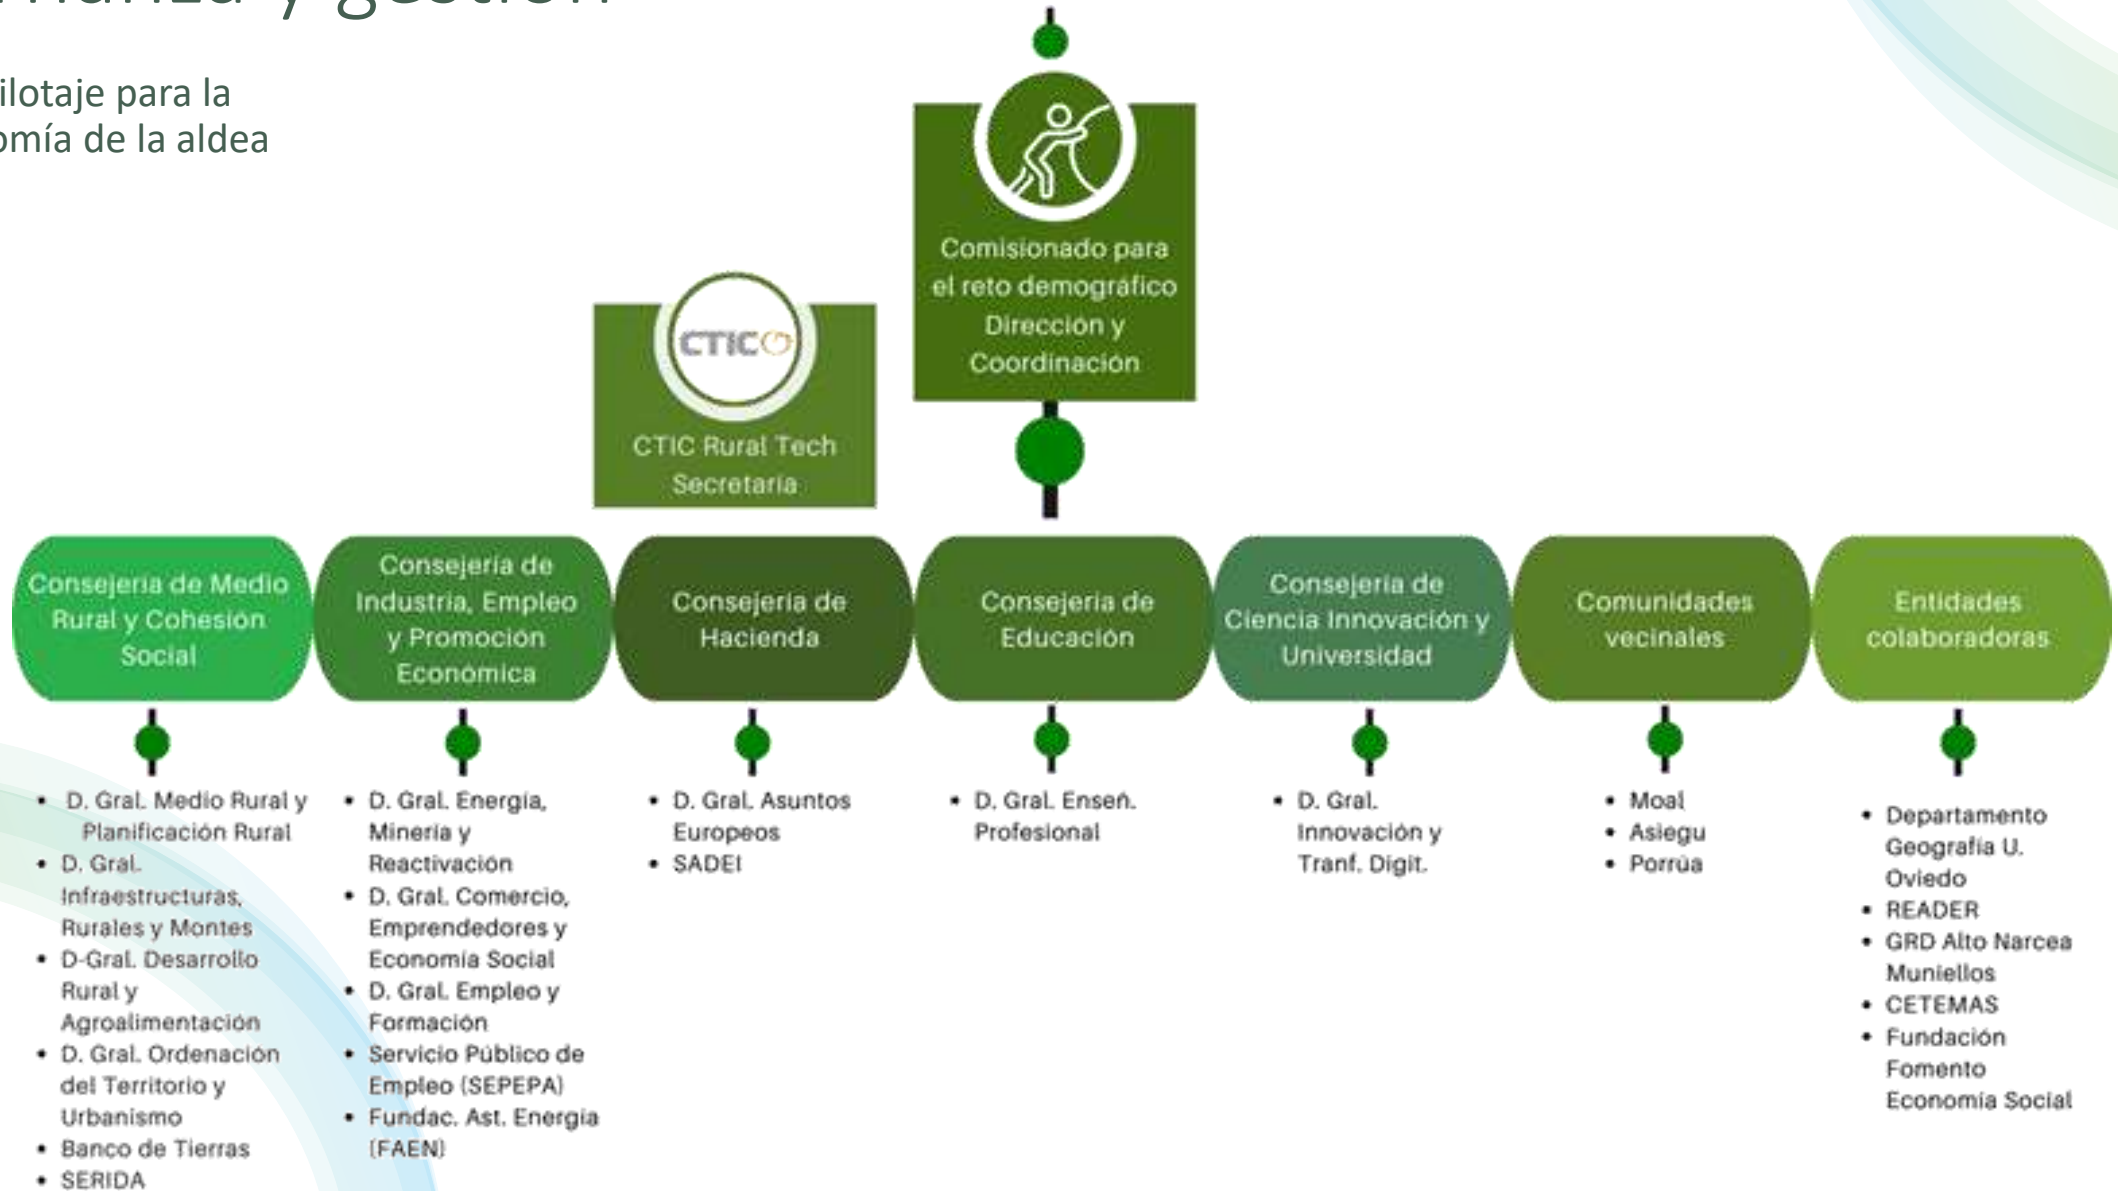 ernanza y gestión
ilotaje para la
omía de la aldea
Comisionado para
el reto demográfico
Dirección y
Coordinación
CTIC
CTIC Rural Tech
Secretaría
Consejería de Medio
Rural y Cohesión
Social
Consejería de
Industria, Empleo
y Promoción
Económica
Consejería de
Hacienda
Consejería de
Educación
Consejería de
Ciencia Innovación y
Universidad
Comunidades
vecinales
Entidades
colaboradoras
• D. Gral. Medio Rural y
Planificación Rural
• D. Gral.
Infraestructuras,
Rurales y Montes
• D-Gral. Desarrollo
Rural y
Agroalimentación
• D. Gral. Ordenación
del Territorio y
Urbanismo
• Banco de Tierras
• SERIDA
• D. Gral. Energía,
Minería y
Reactivación
• D. Gral. Comercio,
Emprendedores y
Economía Social
• D. Gral. Empleo y
Formación
• Servicio Público de
Empleo (SEPEPA)
• Fundac. Ast. Energía
(FAEN)
• D. Gral. Asuntos
Europeos
• SADEI
• D. Gral. Enseñ.
Profesional
• D. Gral.
Innovación y
Tranf. Digit.
• Moal
• Asiegu
• Porrúa
• Departamento
Geografía U.
Oviedo
• READER
• GRD Alto Narcea
Muniellos
• CETEMAS
• Fundación
Fomento
Economía Social